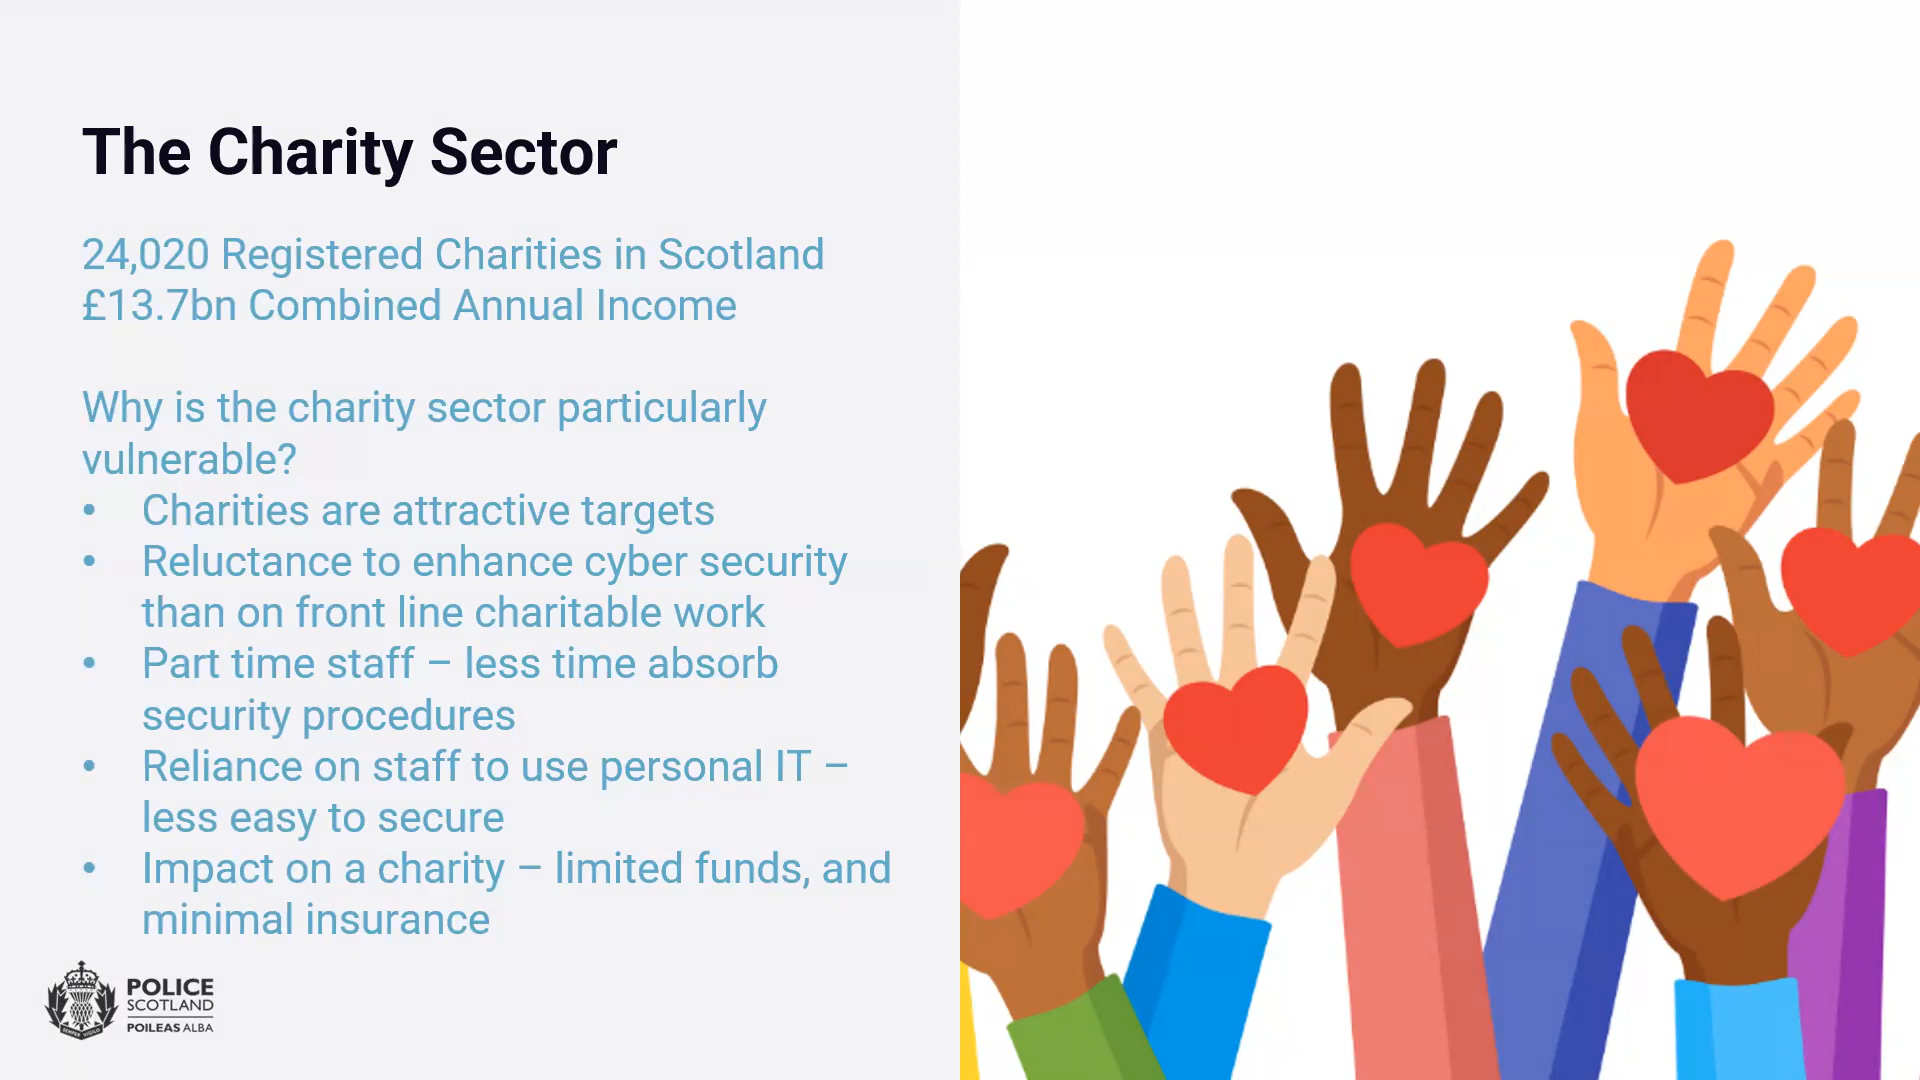 The Charity Sector
24,020 Registered Charities in Scotland
£13.7bn Combined Annual Income
Why is the charity sector particularly
vulnerable?
• Charities are attractive targets
• Reluctance to enhance cyber security
than on front line charitable work
• Part time staff – less time absorb
security procedures
• Reliance on staff to use personal IT –
less easy to secure
• Impact on a charity – limited funds, and
minimal insurance
POLICE
SCOTLAND
POILEAS ALBA
SEMPER VIGILO